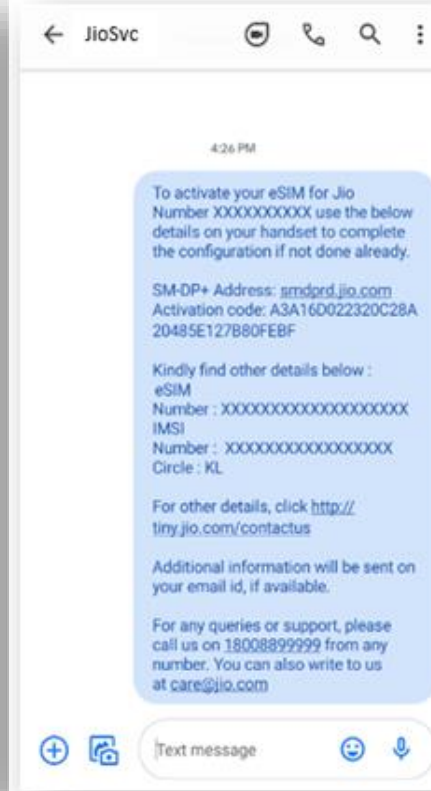 JioSvc
4:26 PM
To activate your eSIM for Jio
Number XXXXXXXXXX use the below
details on your handset to complete
the configuration if not done already.
SM-DP+ Address: smdprd.jio.com
Activation code: A3A16D022320C28A
20485E127B80FEBF
Kindly find other details below :
eSIM
Number : XXXXXXXXXXXXXXXXXXX
IMSI
Number : XXXXXXXXXXXXXXXXX
Circle : KL
For other details, click http://
tiny.jio.com/contactus
Additional information will be sent on
your email id, if available.
For any queries or support, please
call us on 18008899999 from any
number. You can also write to us
at care@jio.com
Text message